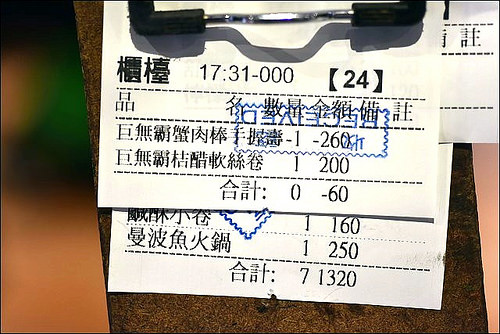 櫃檯 17:31-000 【24】
品 名 數量 金額 備 註
巨無霸蟹肉棒手握壽 -1 -260
巨無霸桔醋軟絲卷 1 200
合計: 0 -60
鹹酥小卷 1 160
曼波魚火鍋 1 250
合計: 7 1320
註
RECEIVED